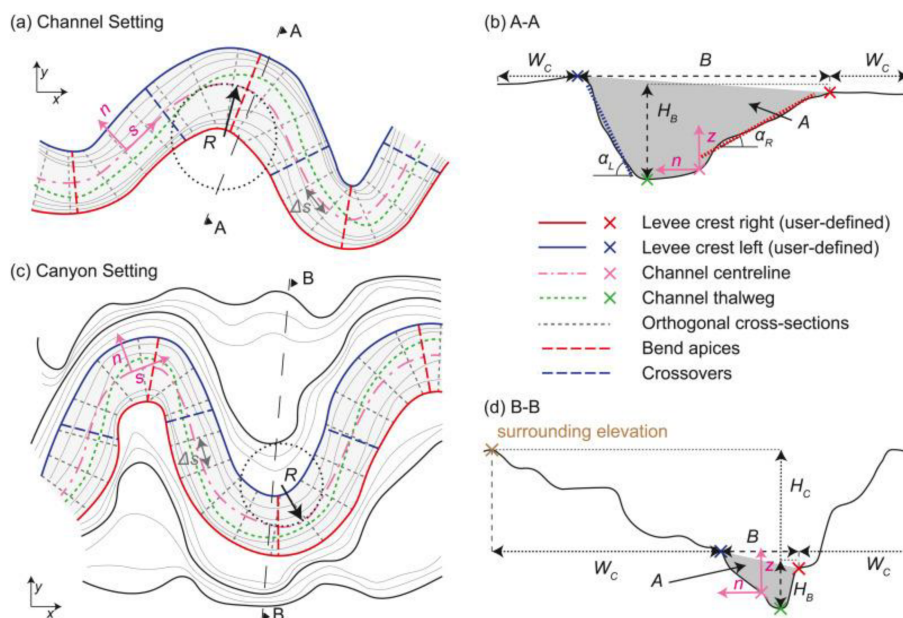 (a) Channel Setting
A
y
x
n
s
R
Δs
A
(b) A-A
W_C
B
W_C
H_B
z
A
α_L
n
α_R
Levee crest right (user-defined)
Levee crest left (user-defined)
Channel centreline
Channel thalweg
Orthogonal cross-sections
Bend apices
Crossovers
(c) Canyon Setting
B
n
s
Δs
R
y
x
B
(d) B-B
surrounding elevation
H_C
B
W_C
A
z
W_C
n
H_B